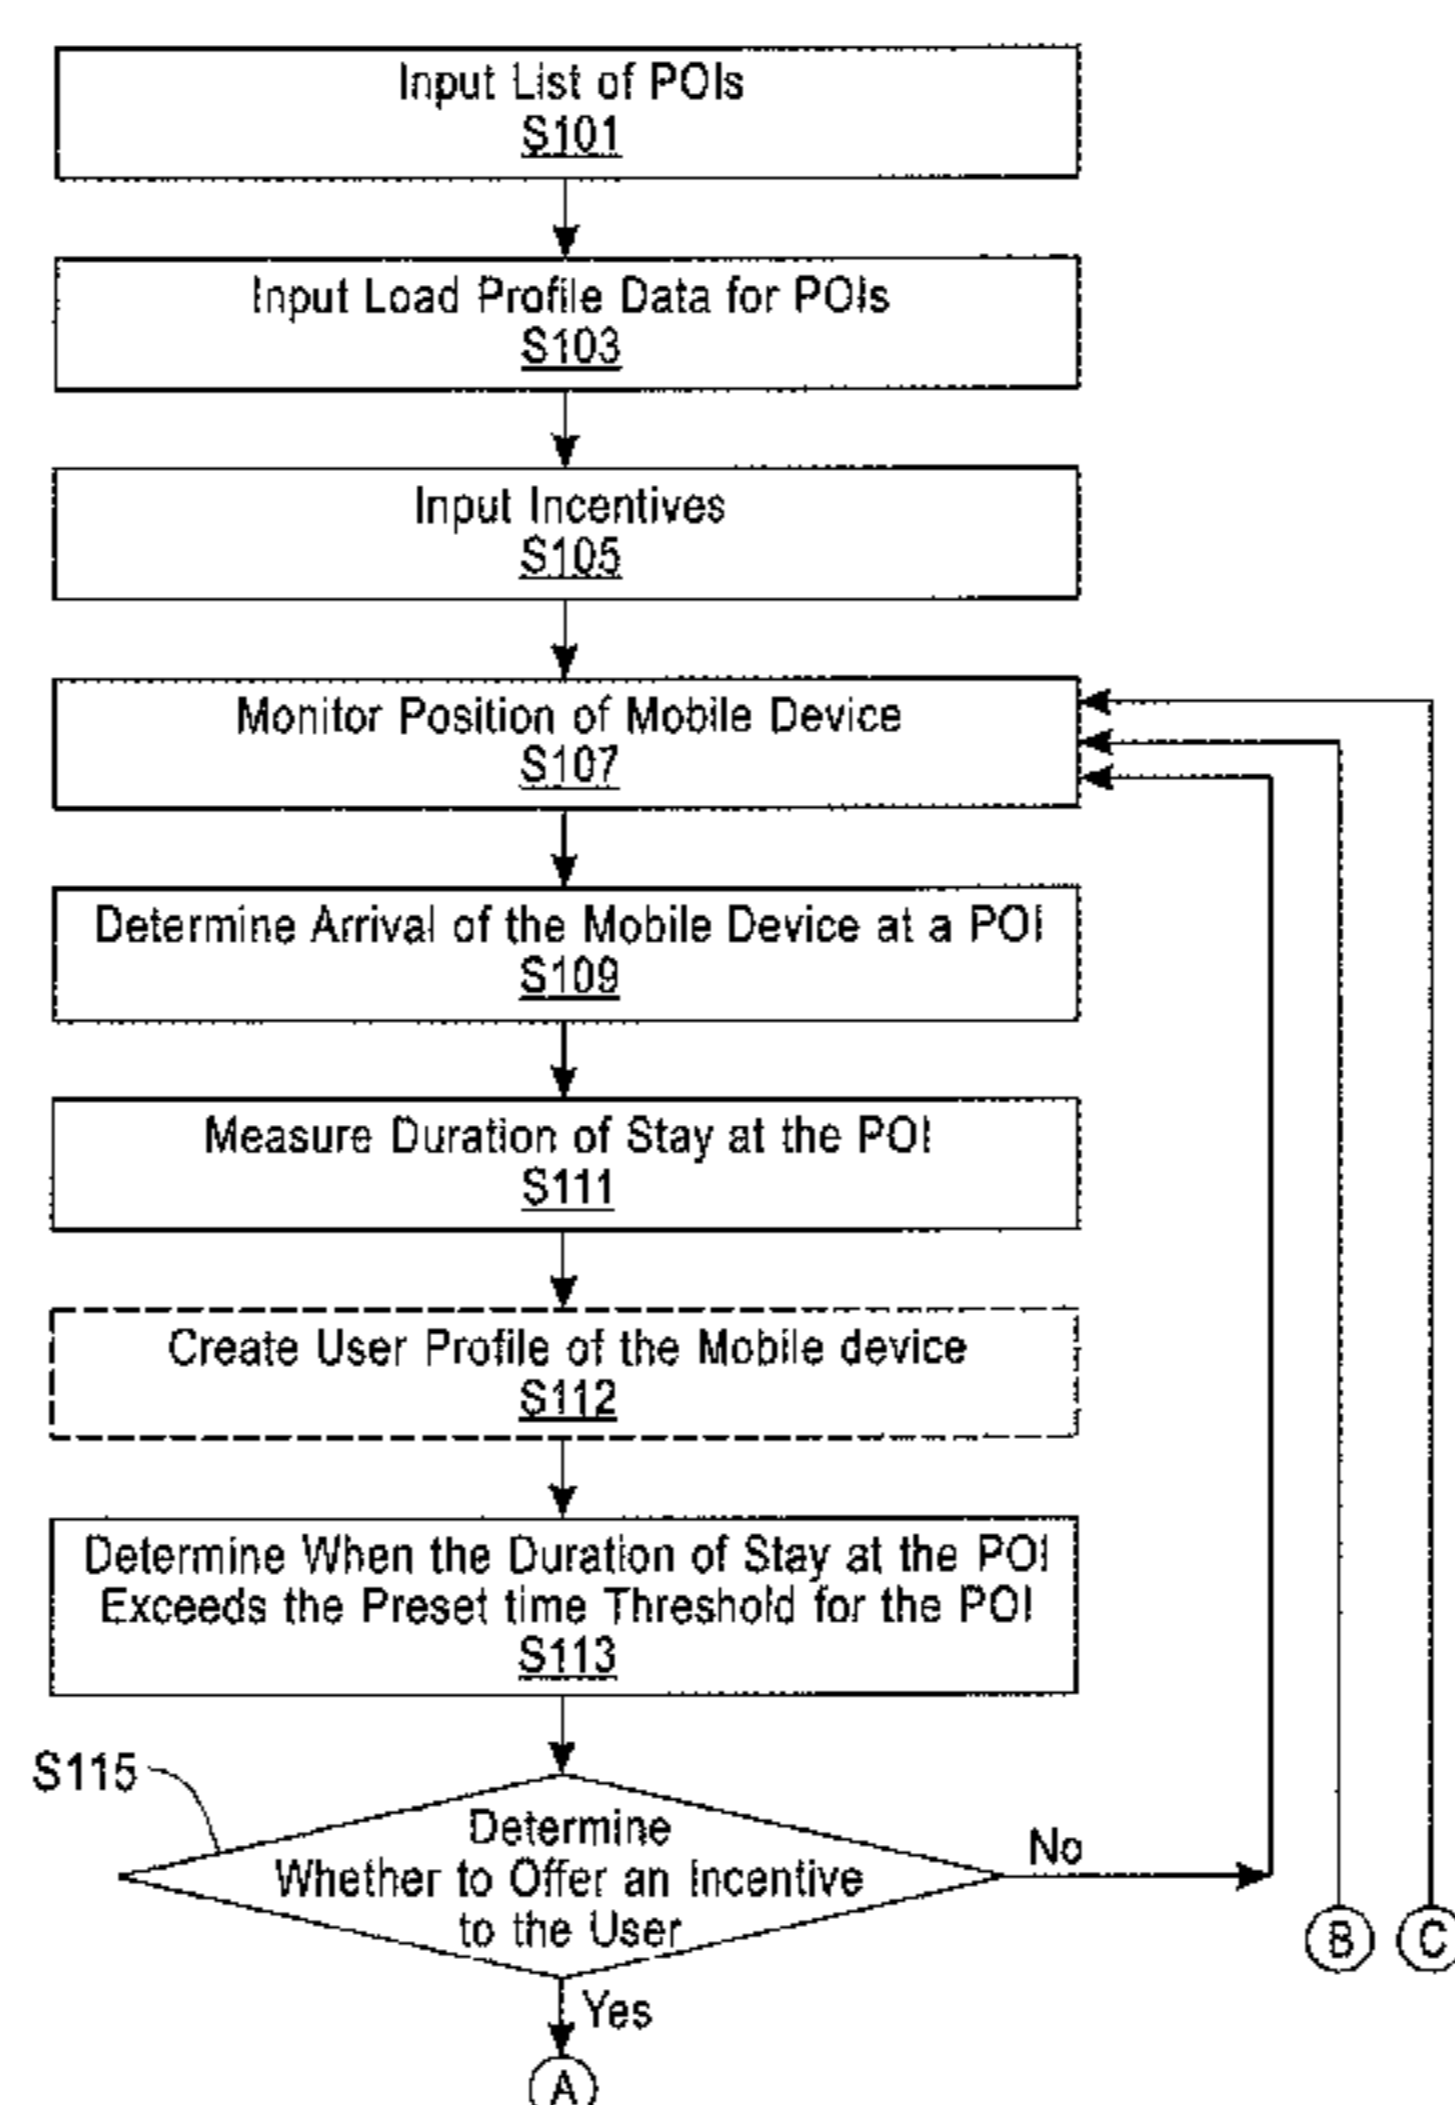 Input List of POIs
S101
Input Load Profile Data for POIs
S103
Input Incentives
S105
Monitor Position of Mobile Device
S107
Determine Arrival of the Mobile Device at a POI
S109
Measure Duration of Stay at the POI
S111
Create User Profile of the Mobile device
S112
Determine When the Duration of Stay at the POI
Exceeds the Preset time Threshold for the POI
S113
S115
Determine
Whether to Offer an Incentive
to the User
No
B
C
Yes
A